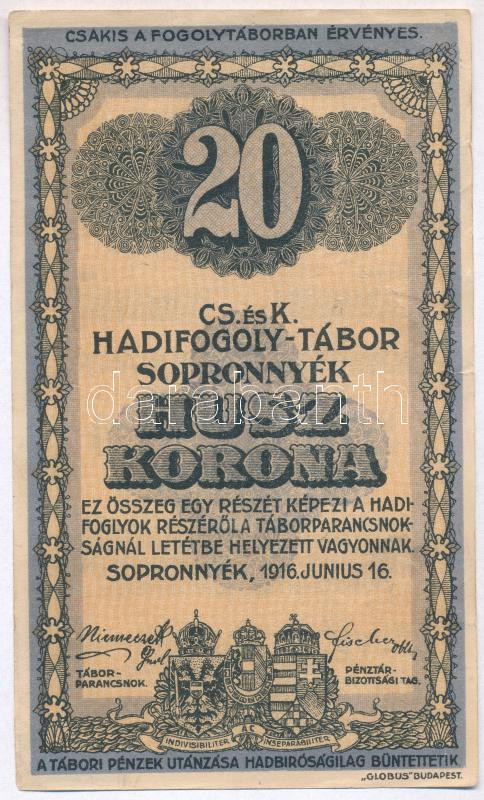 CSAKIS A FOGOLYTÁBORBAN ÉRVÉNYES.
20
CS. ÉS K.
HADIFOGOLY-TÁBOR
SOPRONNYÉK
HUSZ
KORONA
darabanth
EZ ÖSSZEG EGY RÉSZÉT KÉPEZI A HADI-
FOGLYOK RÉSZÉRŐL A TÁBORPARANCSNOK-
SÁGNÁL LETÉTBE HELYEZETT VAGYONNAK.
SOPRONNYÉK, 1916. JUNIUS 16.
TÁBOR-
PARANCSNOK.
PÉNZTÁR-
BIZOTTSÁGI TAG.
INDIVISIBILITER AC INSEPARABILITER
A TÁBORI PÉNZEK UTÁNZÁSA HADBIRÓSÁGILAG BÜNTETTETIK
„GLOBUS" BUDAPEST.